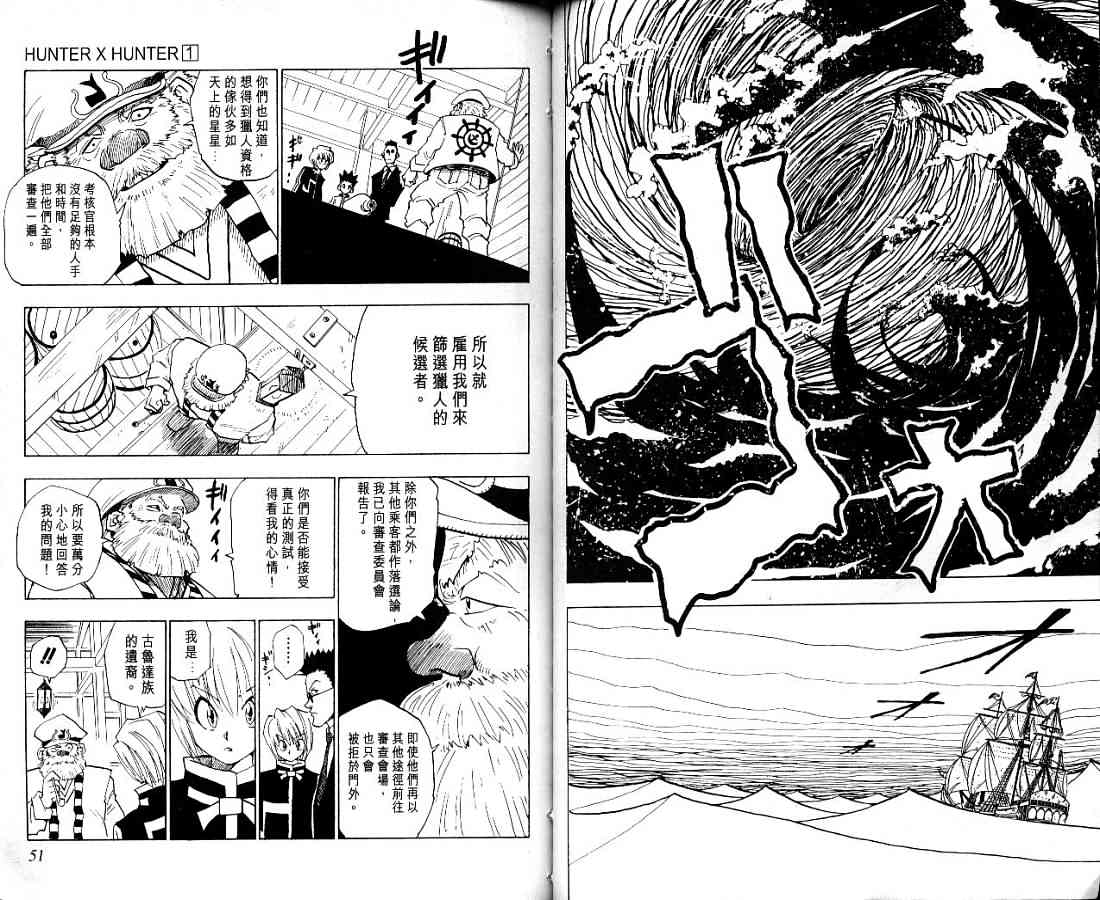 HUNTER X HUNTER 1
你們也知道，
想得到獵人資格
的傢伙多如
天上的星星…
考核官根本
沒有足夠的人手
和時間，
把他們全部
審查一遍。
所以就
雇用我們來
篩選獵人的
候選者。
除你們之外，
其他乘客都作落選論，
我已向審查委員會
報告了。
即使他們再以
其他途徑前往
審查會場，
也只會
被拒於門外。
你們是否能接受
真正的測試，
得看我的心情！
所以要萬分
小心地回答
我的問題！
……
我是…
古魯達族
的遺裔。
!!
51